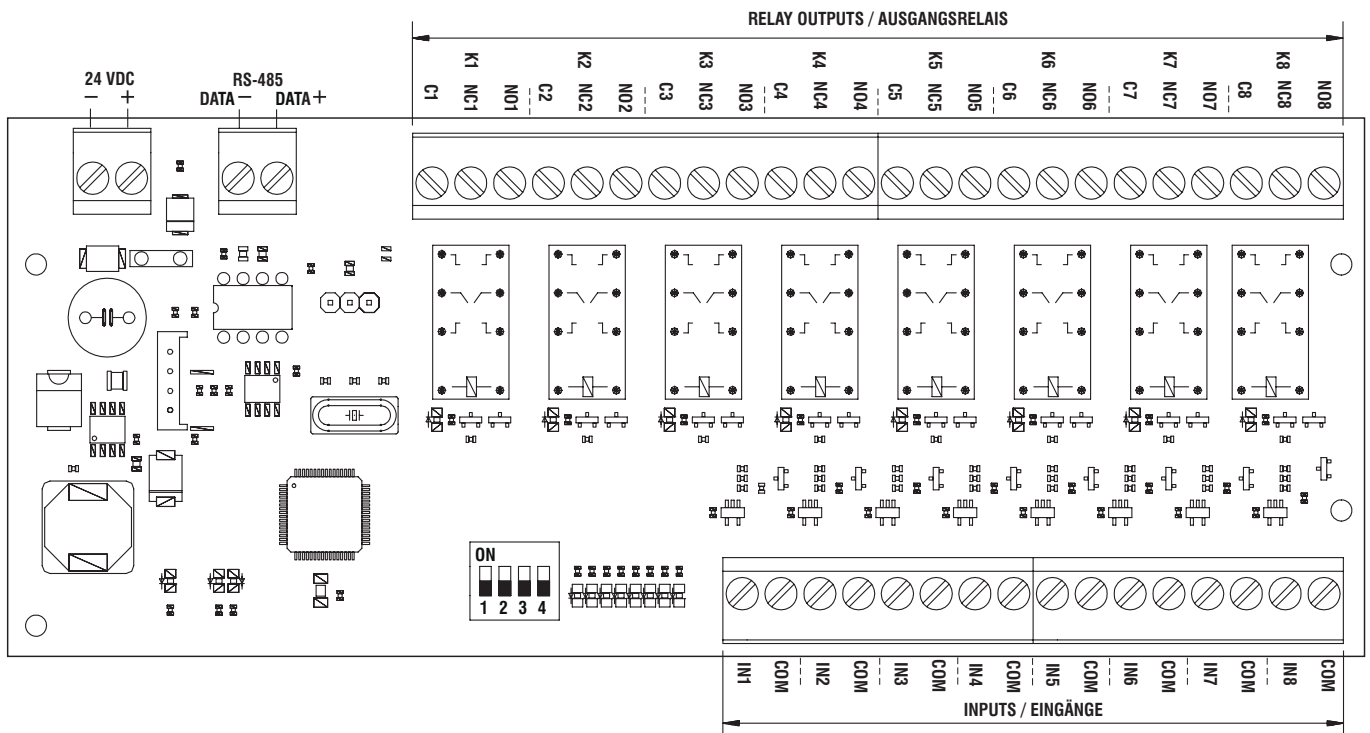 RELAY OUTPUTS / AUSGANGSRELAIS
24 VDC
− +
RS-485
DATA− DATA+
K1 K2 K3 K4 K5 K6 K7 K8
C1 NC1 NO1 C2 NC2 NO2 C3 NC3 NO3 C4 NC4 NO4 C5 NC5 NO5 C6 NC6 NO6 C7 NC7 NO7 C8 NC8 NO8
ON
1 2 3 4
IN1 COM IN2 COM IN3 COM IN4 COM IN5 COM IN6 COM IN7 COM IN8 COM
INPUTS / EINGÄNGE